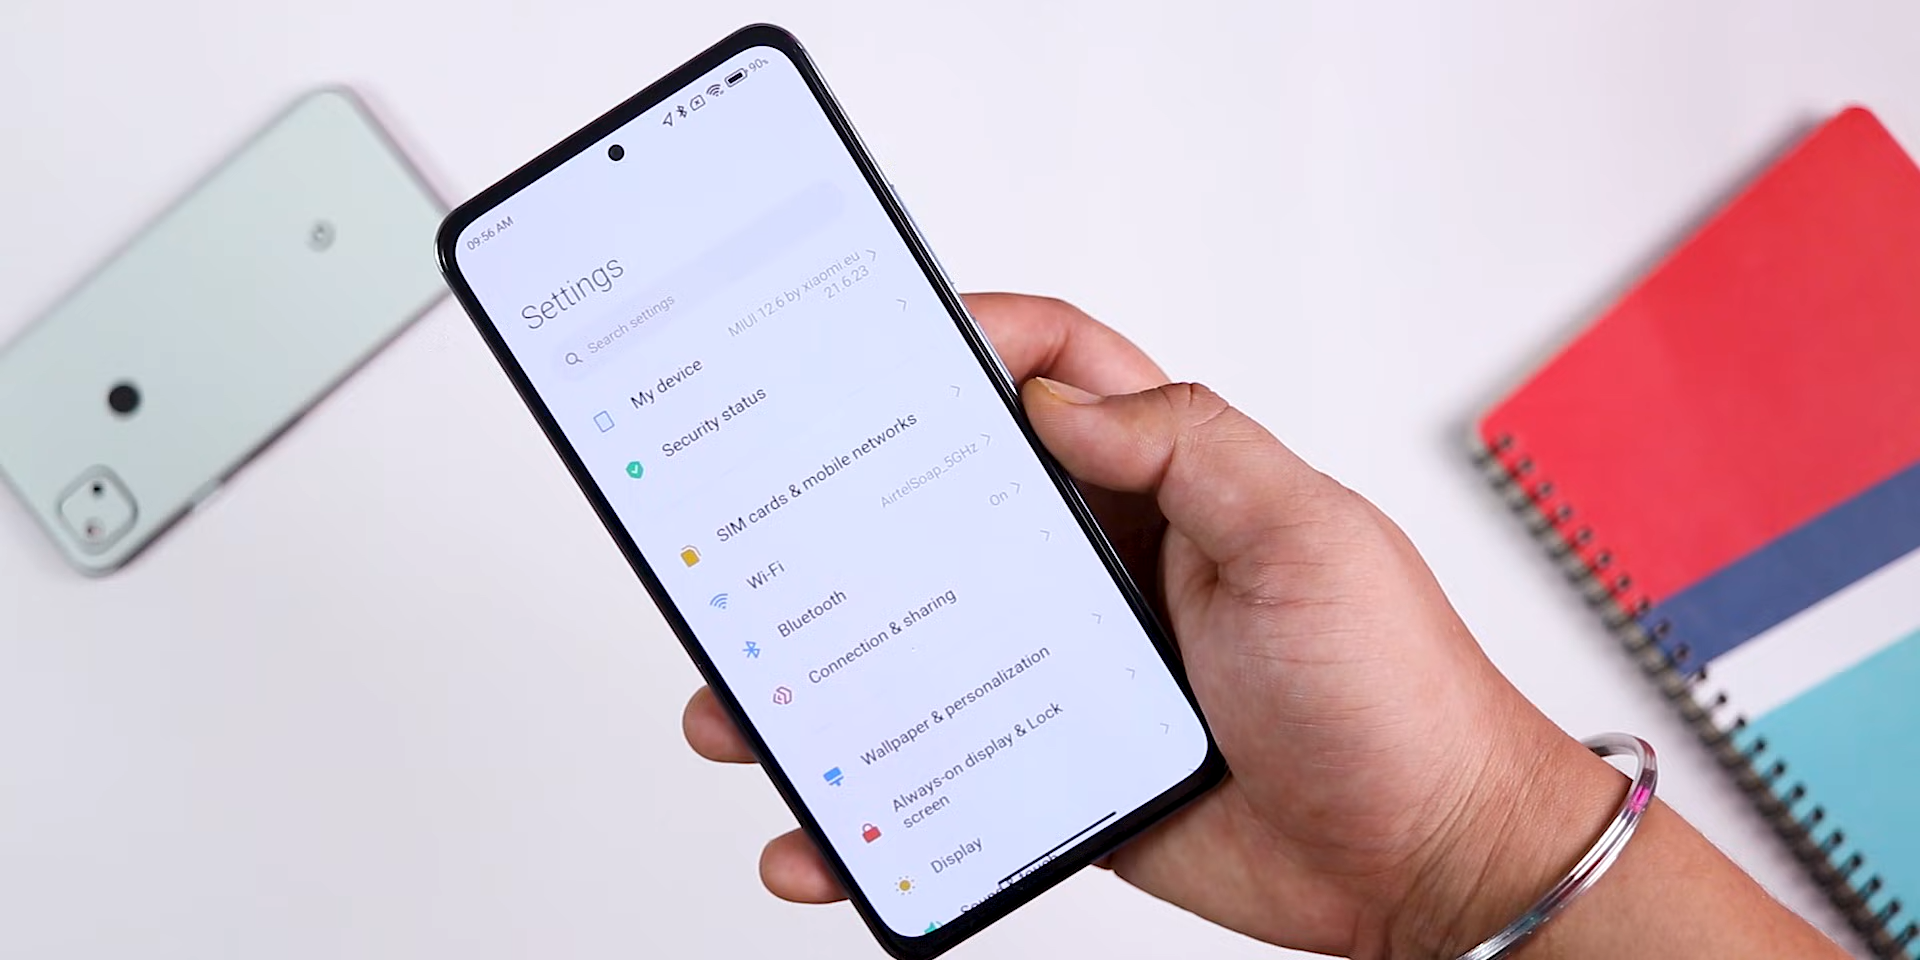 09:56 AM
90%
Settings
Search settings
My device
MIUI 12.6 by xiaomi.eu
21.6.23
Security status
SIM cards & mobile networks
Wi-Fi
AirtelSoap_5GHz
Bluetooth
On
Connection & sharing
Wallpaper & personalization
Always-on display & Lock
screen
Display